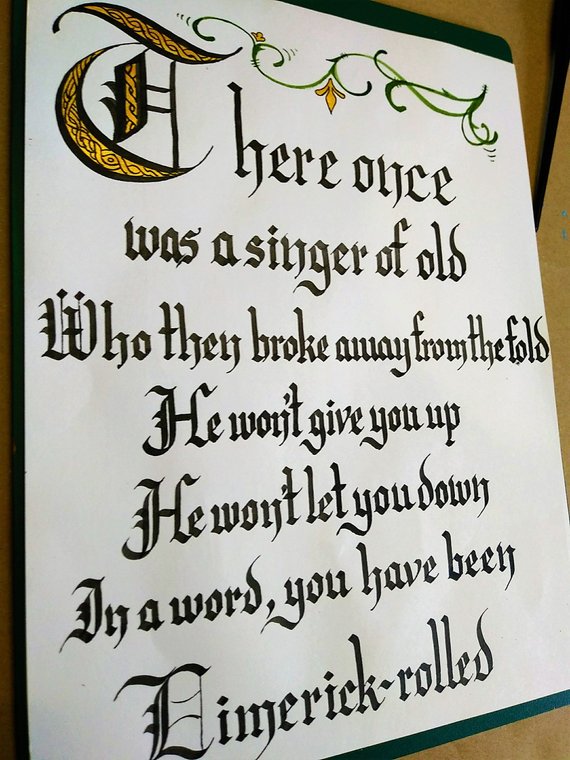 There once
was a singer of old
Who then broke away from the fold
He won't give you up
He won't let you down
In a word, you have been
Limerick-rolled